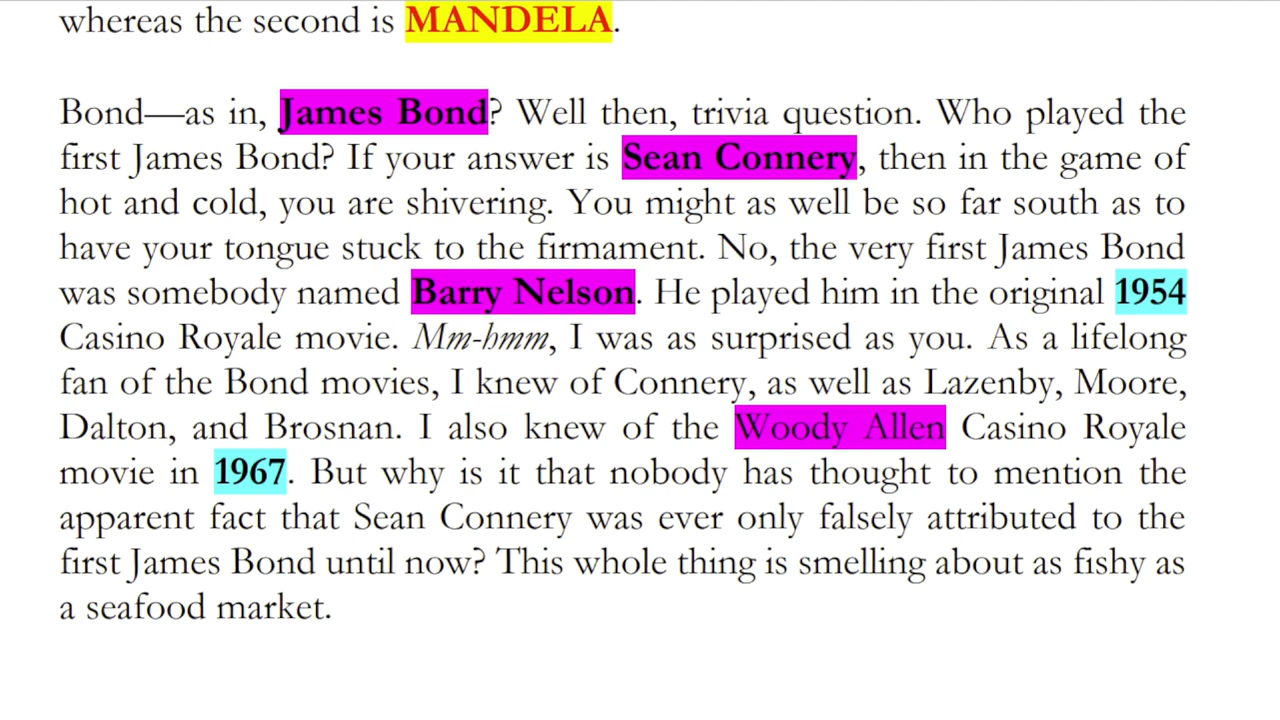 whereas the second is MANDELA.
Bond—as in, James Bond? Well then, trivia question. Who played the
first James Bond? If your answer is Sean Connery, then in the game of
hot and cold, you are shivering. You might as well be so far south as to
have your tongue stuck to the firmament. No, the very first James Bond
was somebody named Barry Nelson. He played him in the original 1954
Casino Royale movie. Mm-hmm, I was as surprised as you. As a lifelong
fan of the Bond movies, I knew of Connery, as well as Lazenby, Moore,
Dalton, and Brosnan. I also knew of the Woody Allen Casino Royale
movie in 1967. But why is it that nobody has thought to mention the
apparent fact that Sean Connery was ever only falsely attributed to the
first James Bond until now? This whole thing is smelling about as fishy as
a seafood market.